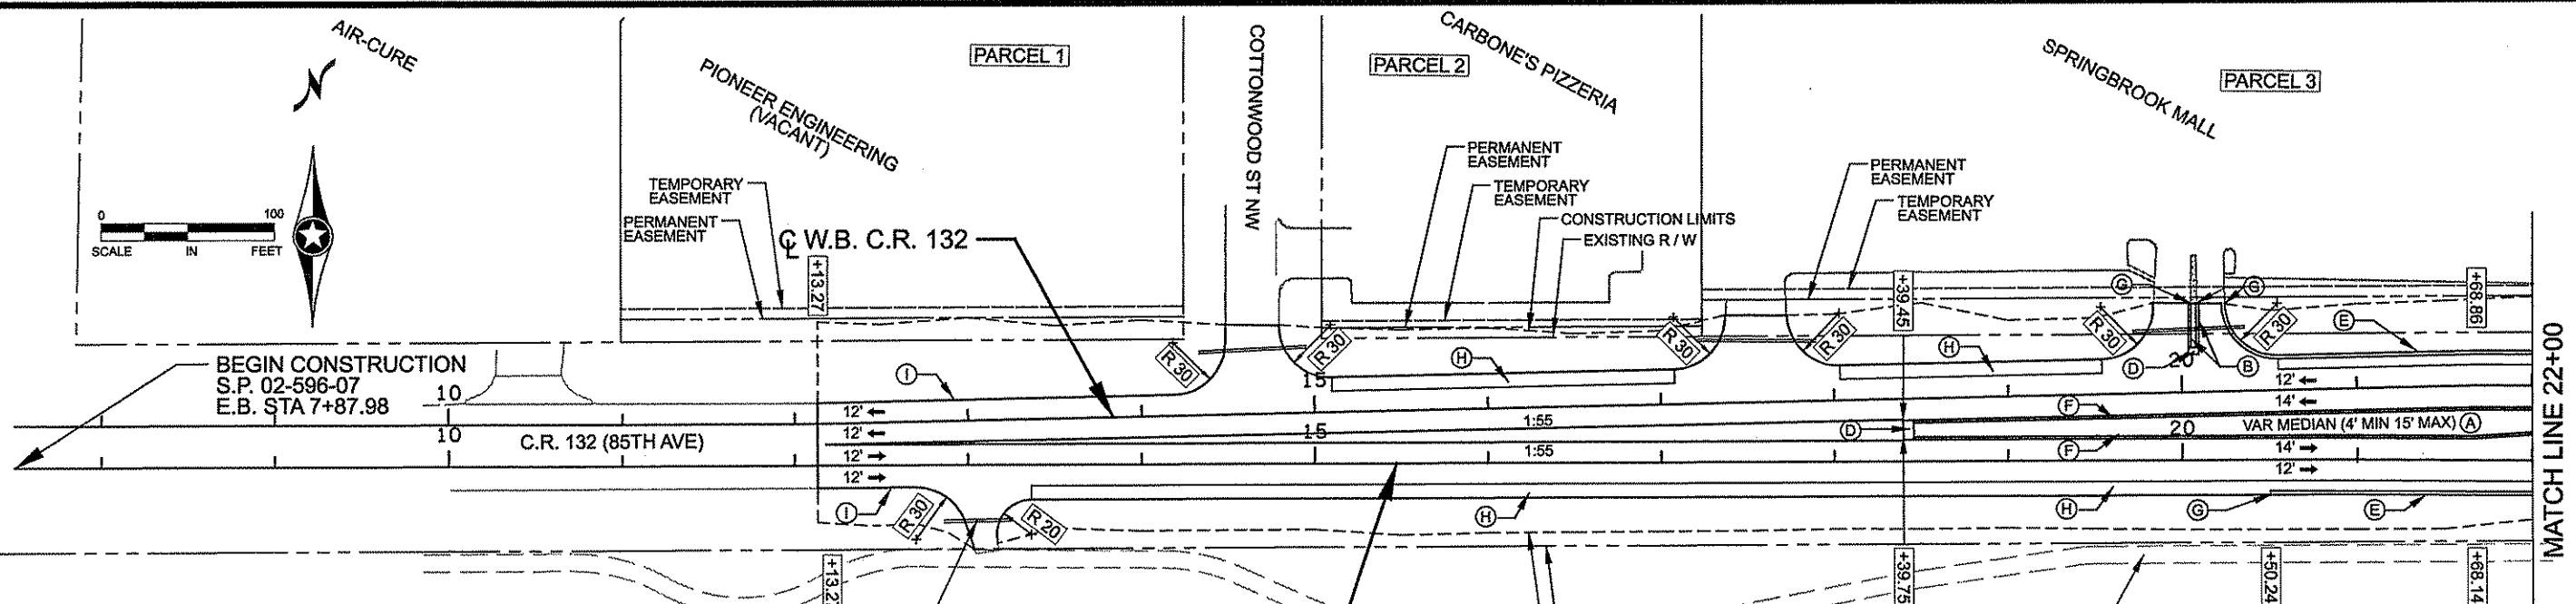 AIR-CURE
N
0 100
SCALE IN FEET
PIONEER ENGINEERING
(VACANT)
PARCEL 1
COTTONWOOD ST NW
PARCEL 2
CARBONE'S PIZZERIA
SPRINGBROOK MALL
PARCEL 3
TEMPORARY
EASEMENT
PERMANENT
EASEMENT
℄ W.B. C.R. 132
+13.27
PERMANENT
EASEMENT
TEMPORARY
EASEMENT
CONSTRUCTION LIMITS
EXISTING R / W
PERMANENT
EASEMENT
TEMPORARY
EASEMENT
+39.45
G
G
+68.86
R 30
R 30
R 30
R 30
R 30
R 30
E
BEGIN CONSTRUCTION
S.P. 02-596-07
E.B. STA 7+87.98
I
H
H
D
B
10
15
20
12'
14'
12'
12'
12'
12'
10
C.R. 132 (85TH AVE)
15
1:55
1:55
D
F
F
20
VAR MEDIAN (4' MIN 15' MAX) A
14'
12'
I
R 30
R 20
H
H
G
E
MATCH LINE 22+00
+13.27
+39.75
+50.24
+68.14